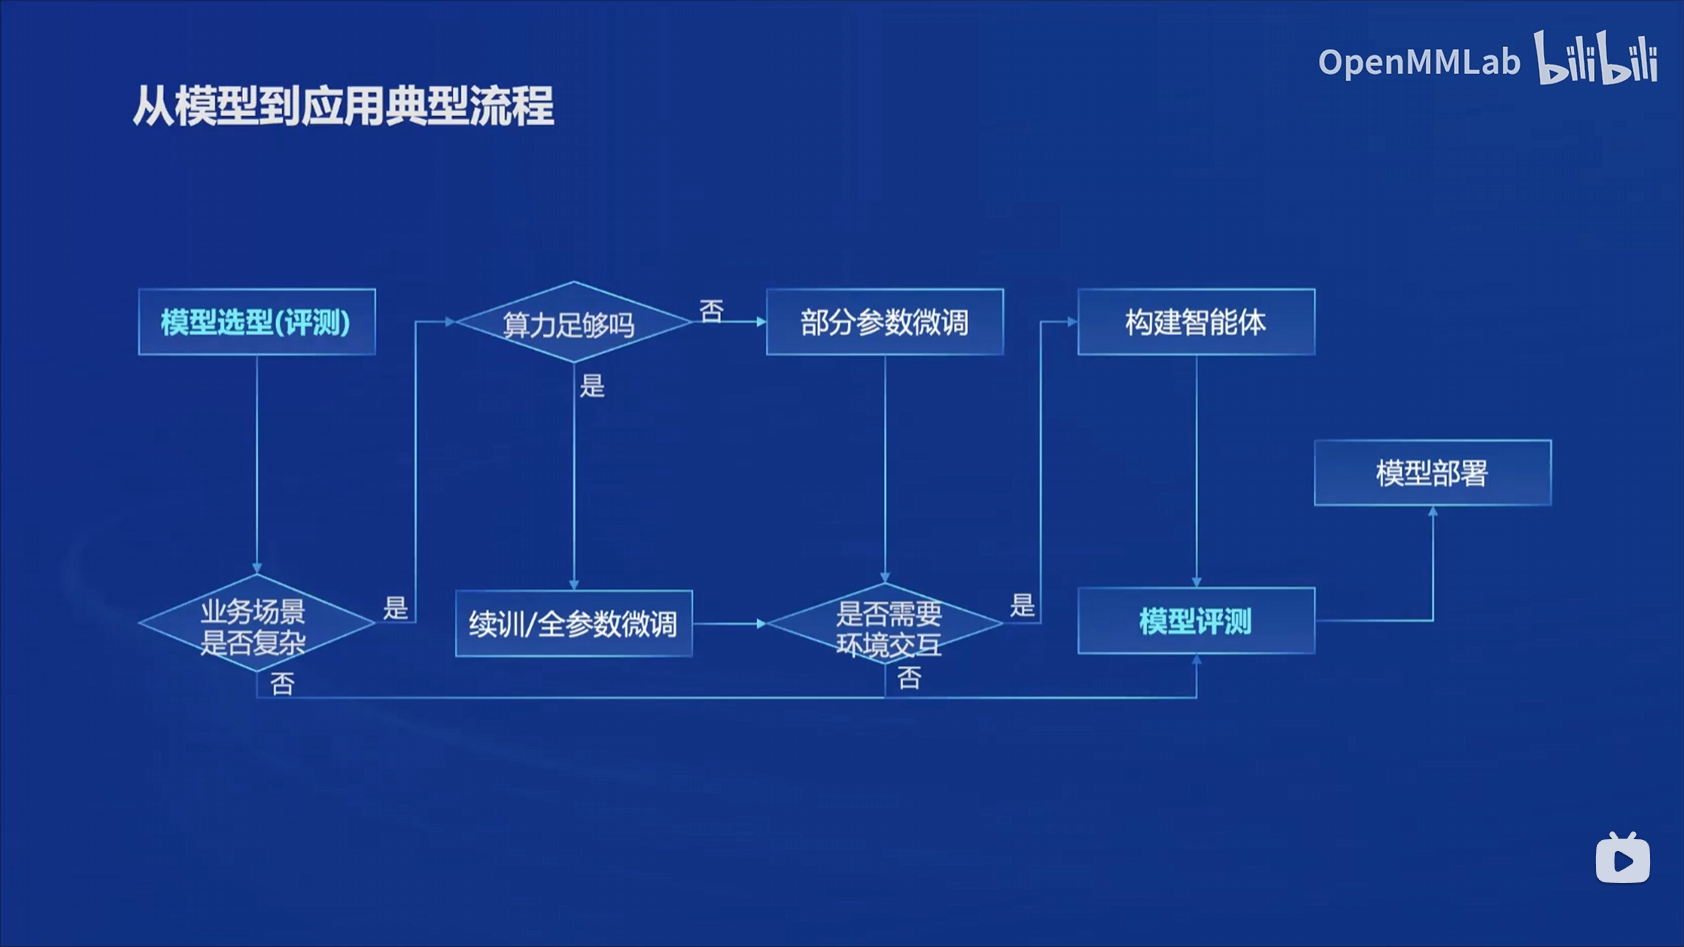 OpenMMLab bilibili
从模型到应用典型流程
模型选型(评测)
算力足够吗
否
部分参数微调
构建智能体
是
模型部署
业务场景
是否复杂
是
续训/全参数微调
是否需要
环境交互
是
模型评测
否
否